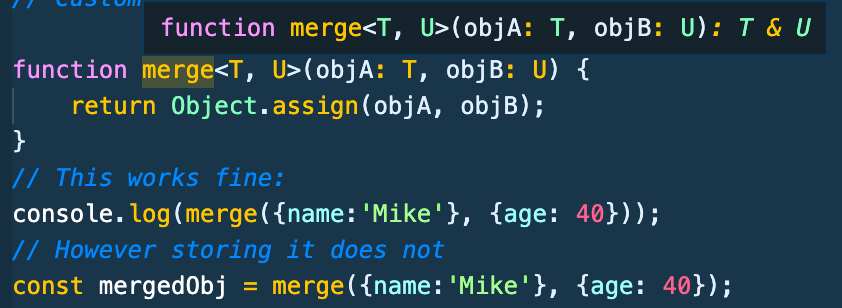 // Custom
function merge<T, U>(objA: T, objB: U): T & U
function merge<T, U>(objA: T, objB: U) {
    return Object.assign(objA, objB);
}
// This works fine:
console.log(merge({name:'Mike'}, {age: 40}));
// However storing it does not
const mergedObj = merge({name:'Mike'}, {age: 40});